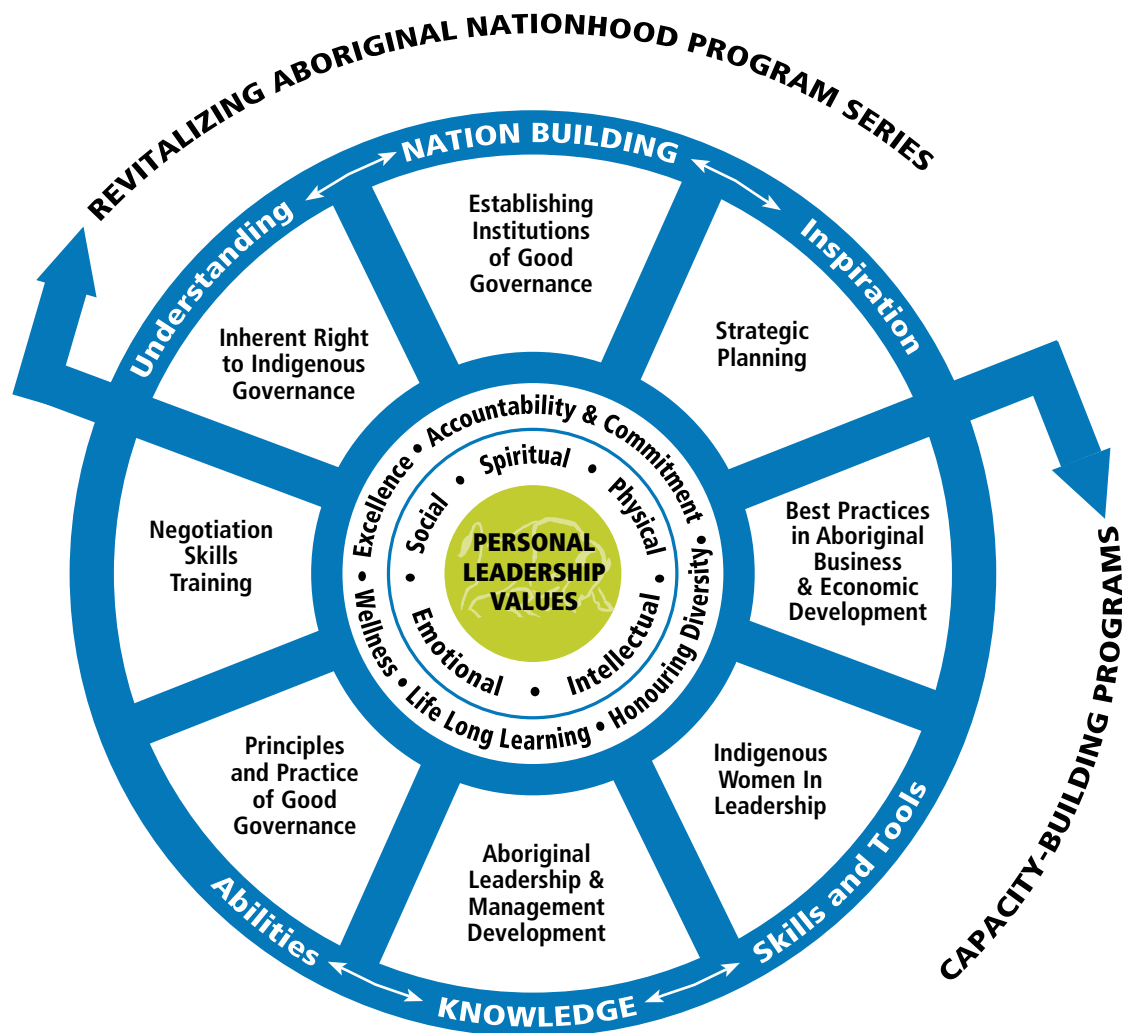 REVITALIZING ABORIGINAL NATIONHOOD PROGRAM SERIES
NATION BUILDING
Understanding
Inspiration
Establishing
Institutions
of Good
Governance
Inherent Right
to Indigenous
Governance
Strategic
Planning
Negotiation
Skills
Training
Best Practices
in Aboriginal
Business
& Economic
Development
Excellence • Accountability & Commitment • Honouring Diversity • Life Long Learning • Wellness •
Social • Spiritual • Physical • Intellectual • Emotional •
PERSONAL
LEADERSHIP
VALUES
Principles
and Practice
of Good
Governance
Indigenous
Women In
Leadership
Aboriginal
Leadership &
Management
Development
Abilities
KNOWLEDGE
Skills and Tools
CAPACITY-BUILDING PROGRAMS